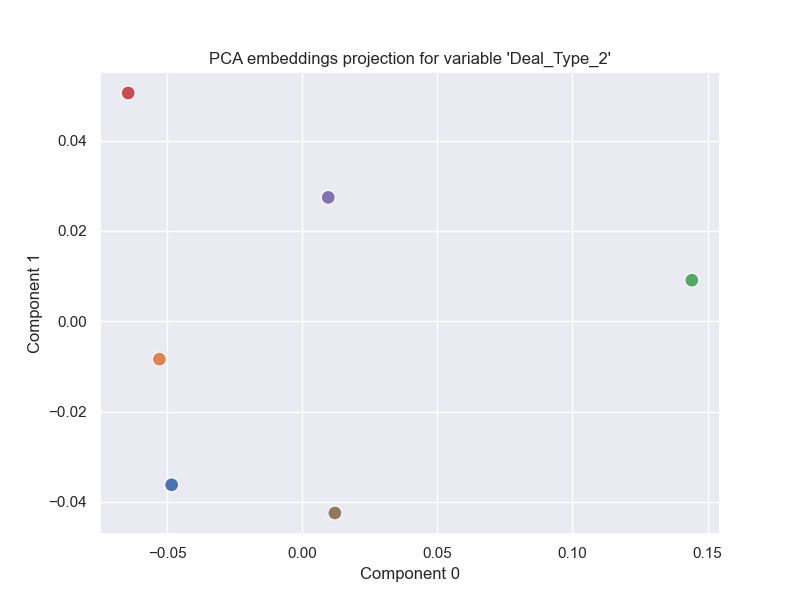 PCA embeddings projection for variable 'Deal_Type_2'
0.04
0.02
0.00
−0.02
−0.04
Component 1
−0.05 0.00 0.05 0.10 0.15
Component 0